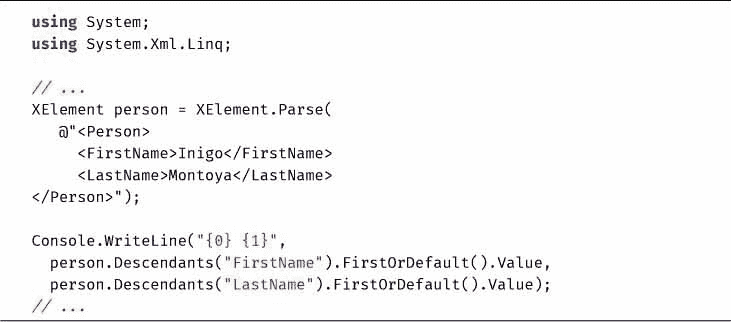 using System;
using System.Xml.Linq;
// ...
XElement person = XElement.Parse(
@"<Person>
<FirstName>Inigo</FirstName>
<LastName>Montoya</LastName>
</Person>");
Console.WriteLine("{0} {1}",
person.Descendants("FirstName").FirstOrDefault().Value,
person.Descendants("LastName").FirstOrDefault().Value);
// ...